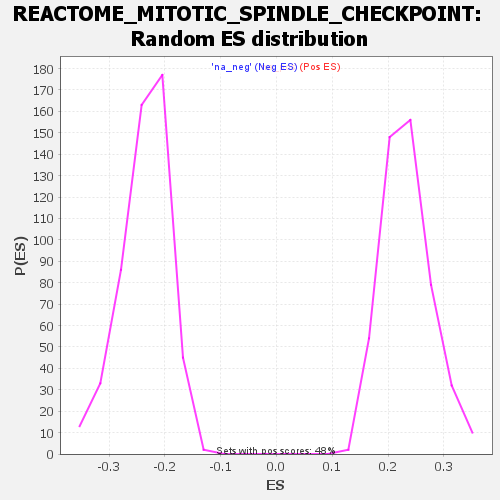 REACTOME_MITOTIC_SPINDLE_CHECKPOINT:
Random ES distribution
'na_neg' (Neg ES) (Pos ES)
180
170
160
150
140
130
120
110
100
90
80
70
60
50
40
30
20
10
0
P(ES)
Sets with pos scores: 48%
-0.3 -0.2 -0.1 0.0 0.1 0.2 0.3
ES